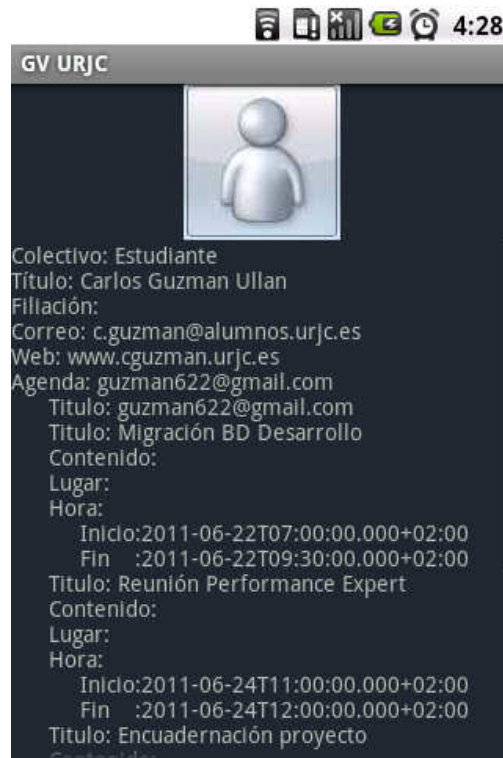 4:28
GV URJC
Colectivo: Estudiante
Título: Carlos Guzman Ullan
Filiación:
Correo: c.guzman@alumnos.urjc.es
Web: www.cguzman.urjc.es
Agenda: guzman622@gmail.com
Titulo: guzman622@gmail.com
Titulo: Migración BD Desarrollo
Contenido:
Lugar:
Hora:
Inicio:2011-06-22T07:00:00.000+02:00
Fin :2011-06-22T09:30:00.000+02:00
Titulo: Reunión Performance Expert
Contenido:
Lugar:
Hora:
Inicio:2011-06-24T11:00:00.000+02:00
Fin :2011-06-24T12:00:00.000+02:00
Titulo: Encuadernación proyecto
Contenido: